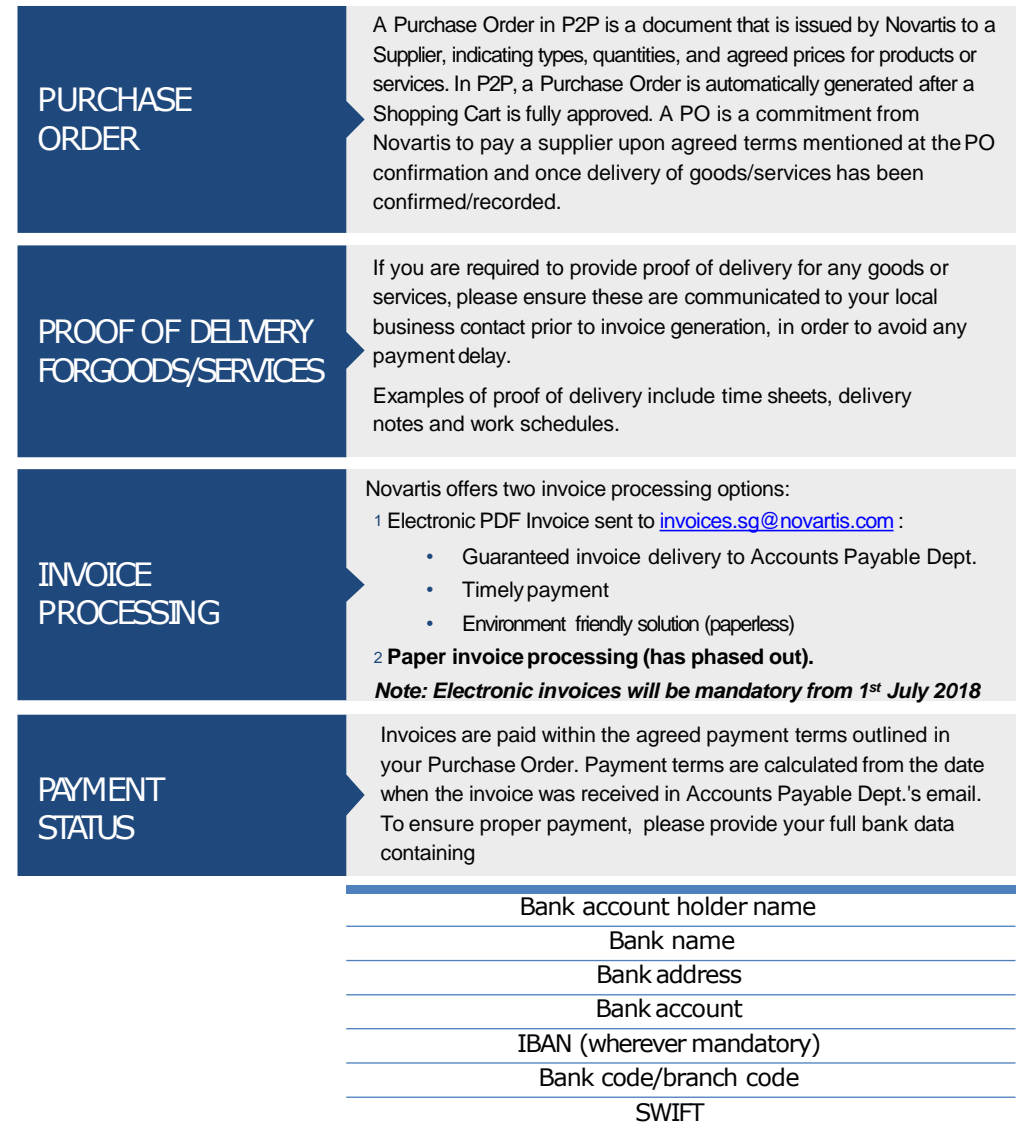 PURCHASE
ORDER
A Purchase Order in P2P is a document that is issued by Novartis to a
Supplier, indicating types, quantities, and agreed prices for products or
services. In P2P, a Purchase Order is automatically generated after a
Shopping Cart is fully approved. A PO is a commitment from
Novartis to pay a supplier upon agreed terms mentioned at the PO
confirmation and once delivery of goods/services has been
confirmed/recorded.
PROOF OF DELIVERY
FORGOODS/SERVICES
If you are required to provide proof of delivery for any goods or
services, please ensure these are communicated to your local
business contact prior to invoice generation, in order to avoid any
payment delay.
Examples of proof of delivery include time sheets, delivery
notes and work schedules.
INVOICE
PROCESSING
Novartis offers two invoice processing options:
1 Electronic PDF Invoice sent to invoices.sg@novartis.com :
• Guaranteed invoice delivery to Accounts Payable Dept.
• Timely payment
• Environment friendly solution (paperless)
2 Paper invoice processing (has phased out).
Note: Electronic invoices will be mandatory from 1st July 2018
PAYMENT
STATUS
Invoices are paid within the agreed payment terms outlined in
your Purchase Order. Payment terms are calculated from the date
when the invoice was received in Accounts Payable Dept.'s email.
To ensure proper payment, please provide your full bank data
containing
Bank account holder name
Bank name
Bank address
Bank account
IBAN (wherever mandatory)
Bank code/branch code
SWIFT